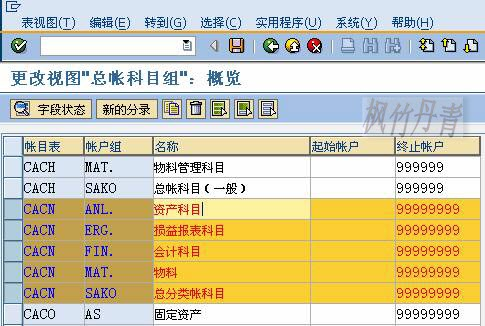 表视图(T) 编辑(E) 转到(G) 选择(C) 实用程序(U) 系统(Y) 帮助(H)
更改视图"总帐科目组": 概览
字段状态 新的分录
枫竹丹青
帐目表 帐户组 名称 起始帐户 终止帐户
CACH MAT. 物料管理科目 999999
CACH SAKO 总帐科目(一般) 999999
CACN ANL. 资产科目 99999999
CACN ERG. 损益报表科目 99999999
CACN FIN. 会计科目 99999999
CACN MAT. 物料 99999999
CACN SAKO 总分类帐科目 99999999
CACO AS 固定资产 99999999